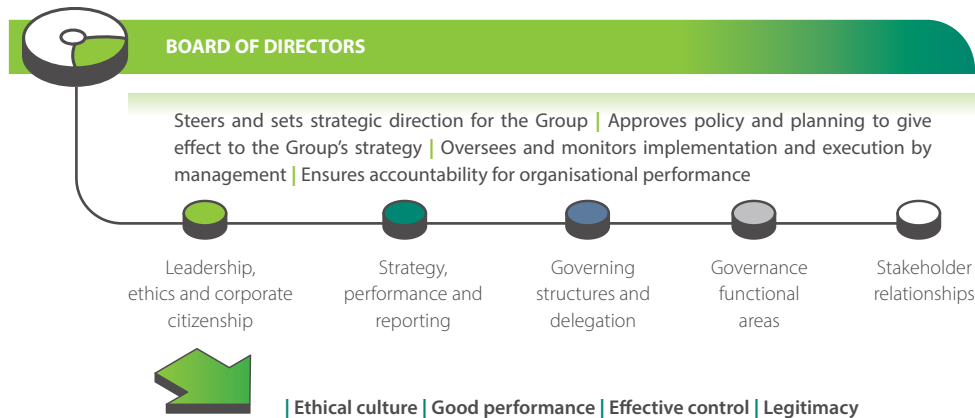 BOARD OF DIRECTORS
Steers and sets strategic direction for the Group | Approves policy and planning to give
effect to the Group's strategy | Oversees and monitors implementation and execution by
management | Ensures accountability for organisational performance
Leadership,
ethics and corporate
citizenship
Strategy,
performance and
reporting
Governing
structures and
delegation
Governance
functional
areas
Stakeholder
relationships
| Ethical culture | Good performance | Effective control | Legitimacy